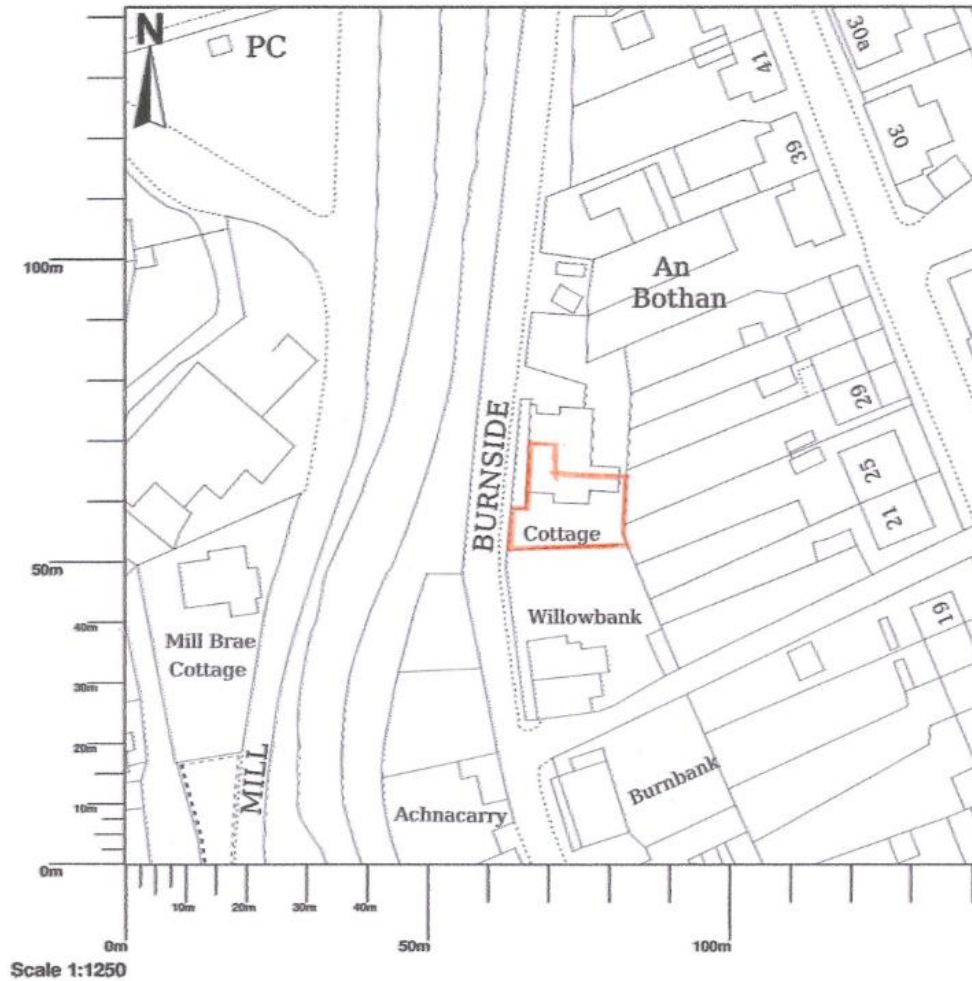 N
PC
30a
41
30
39
100m
An
Bothan
29
BURNSIDE
25
21
Cottage
50m
Willowbank
19
40m
Mill Brae
Cottage
30m
20m
MILL
Burnbank
10m
Achnacarry
0m
10m
20m
30m
40m
0m
50m
100m
Scale 1:1250